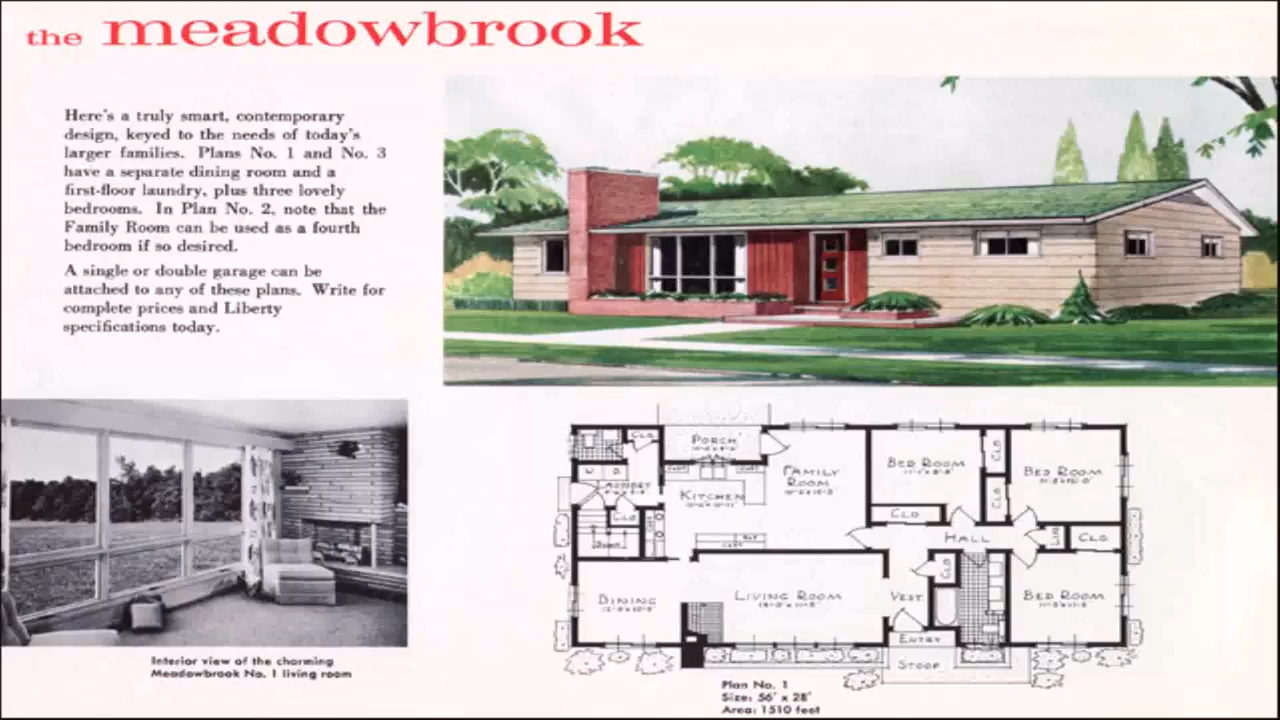 the meadowbrook
Here's a truly smart, contemporary
design, keyed to the needs of today's
larger families. Plans No. 1 and No. 3
have a separate dining room and a
first-floor laundry, plus three lovely
bedrooms. In Plan No. 2, note that the
Family Room can be used as a fourth
bedroom if so desired.
A single or double garage can be
attached to any of these plans. Write for
complete prices and Liberty
specifications today.
Interior view of the charming
Meadowbrook No. 1 living room
CLO
PORCH
W D
LAUNDRY
CLO
KITCHEN
FAMILY
ROOM
BED ROOM
CLO
CLO
CLO
BED ROOM
HALL
LIN
CLO
DINING
LIVING ROOM
VEST.
CLO
BED ROOM
ENTRY
STOOP
Plan No. 1
Size: 56' x 28'
Area: 1510 feet